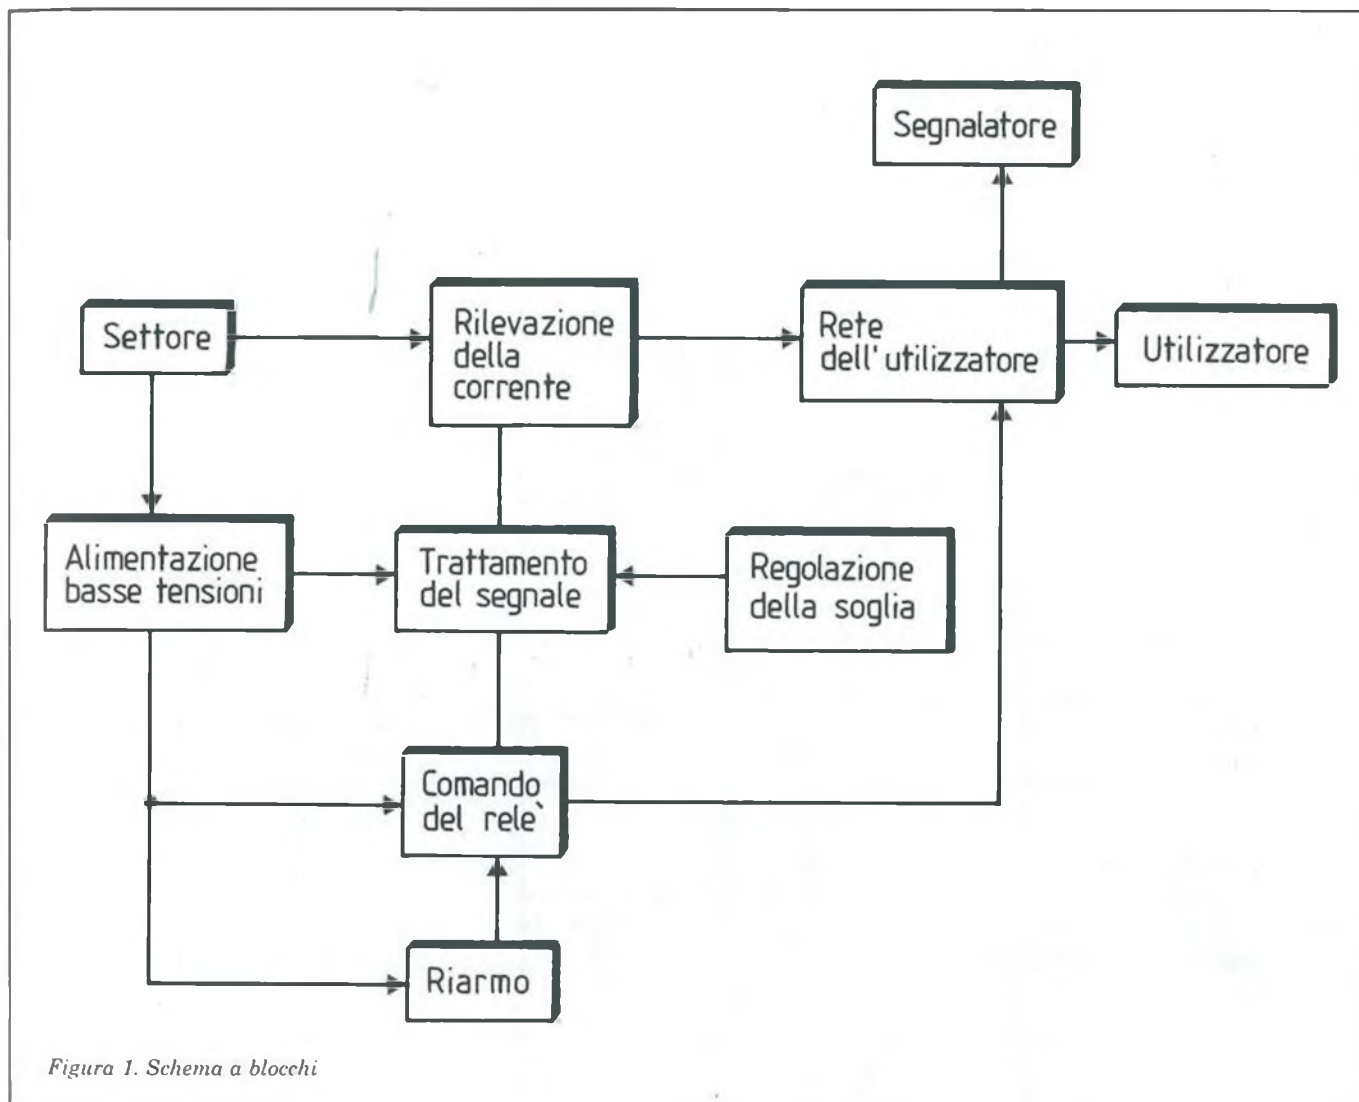 Segnalatore
Settore
Rilevazione
della
corrente
Rete
dell'utilizzatore
Utilizzatore
Alimentazione
basse tensioni
Trattamento
del segnale
Regolazione
della soglia
Comando
del rele`
Riarmo
Figura 1. Schema a blocchi